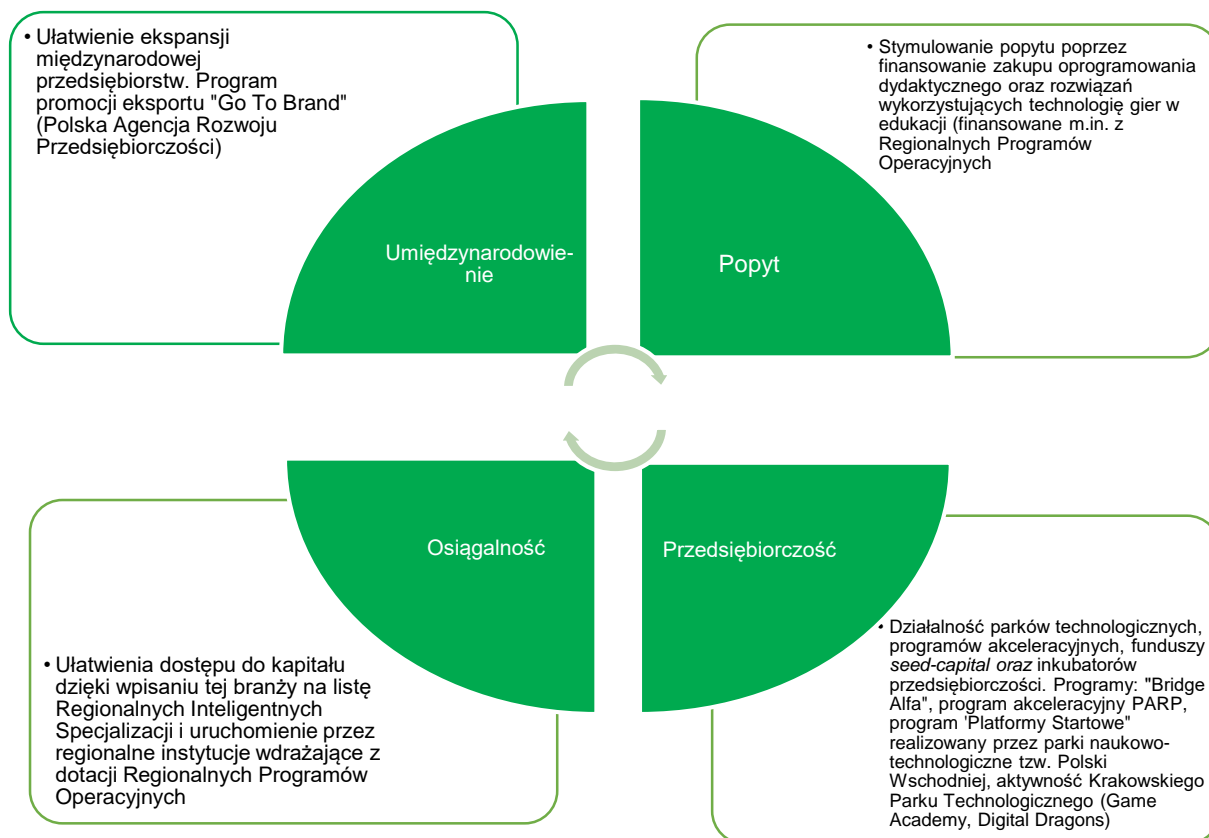 • Ułatwienie ekspansji
międzynarodowej
przedsiębiorstw. Program
promocji eksportu "Go To Brand"
(Polska Agencja Rozwoju
Przedsiębiorczości)
• Stymulowanie popytu poprzez
finansowanie zakupu oprogramowania
dydaktycznego oraz rozwiązań
wykorzystujących technologię gier w
edukacji (finansowane m.in. z
Regionalnych Programów
Operacyjnych
Umiędzynarodowie-
nie
Popyt
Osiągalność
Przedsiębiorczość
• Ułatwienia dostępu do kapitału
dzięki wpisaniu tej branży na listę
Regionalnych Inteligentnych
Specjalizacji i uruchomienie przez
regionalne instytucje wdrażające z
dotacji Regionalnych Programów
Operacyjnych
• Działalność parków technologicznych,
programów akceleracyjnych, funduszy
seed-capital oraz inkubatorów
przedsiębiorczości. Programy: "Bridge
Alfa", program akceleracyjny PARP,
program 'Platformy Startowe"
realizowany przez parki naukowo-
technologiczne tzw. Polski
Wschodniej, aktywność Krakowskiego
Parku Technologicznego (Game
Academy, Digital Dragons)